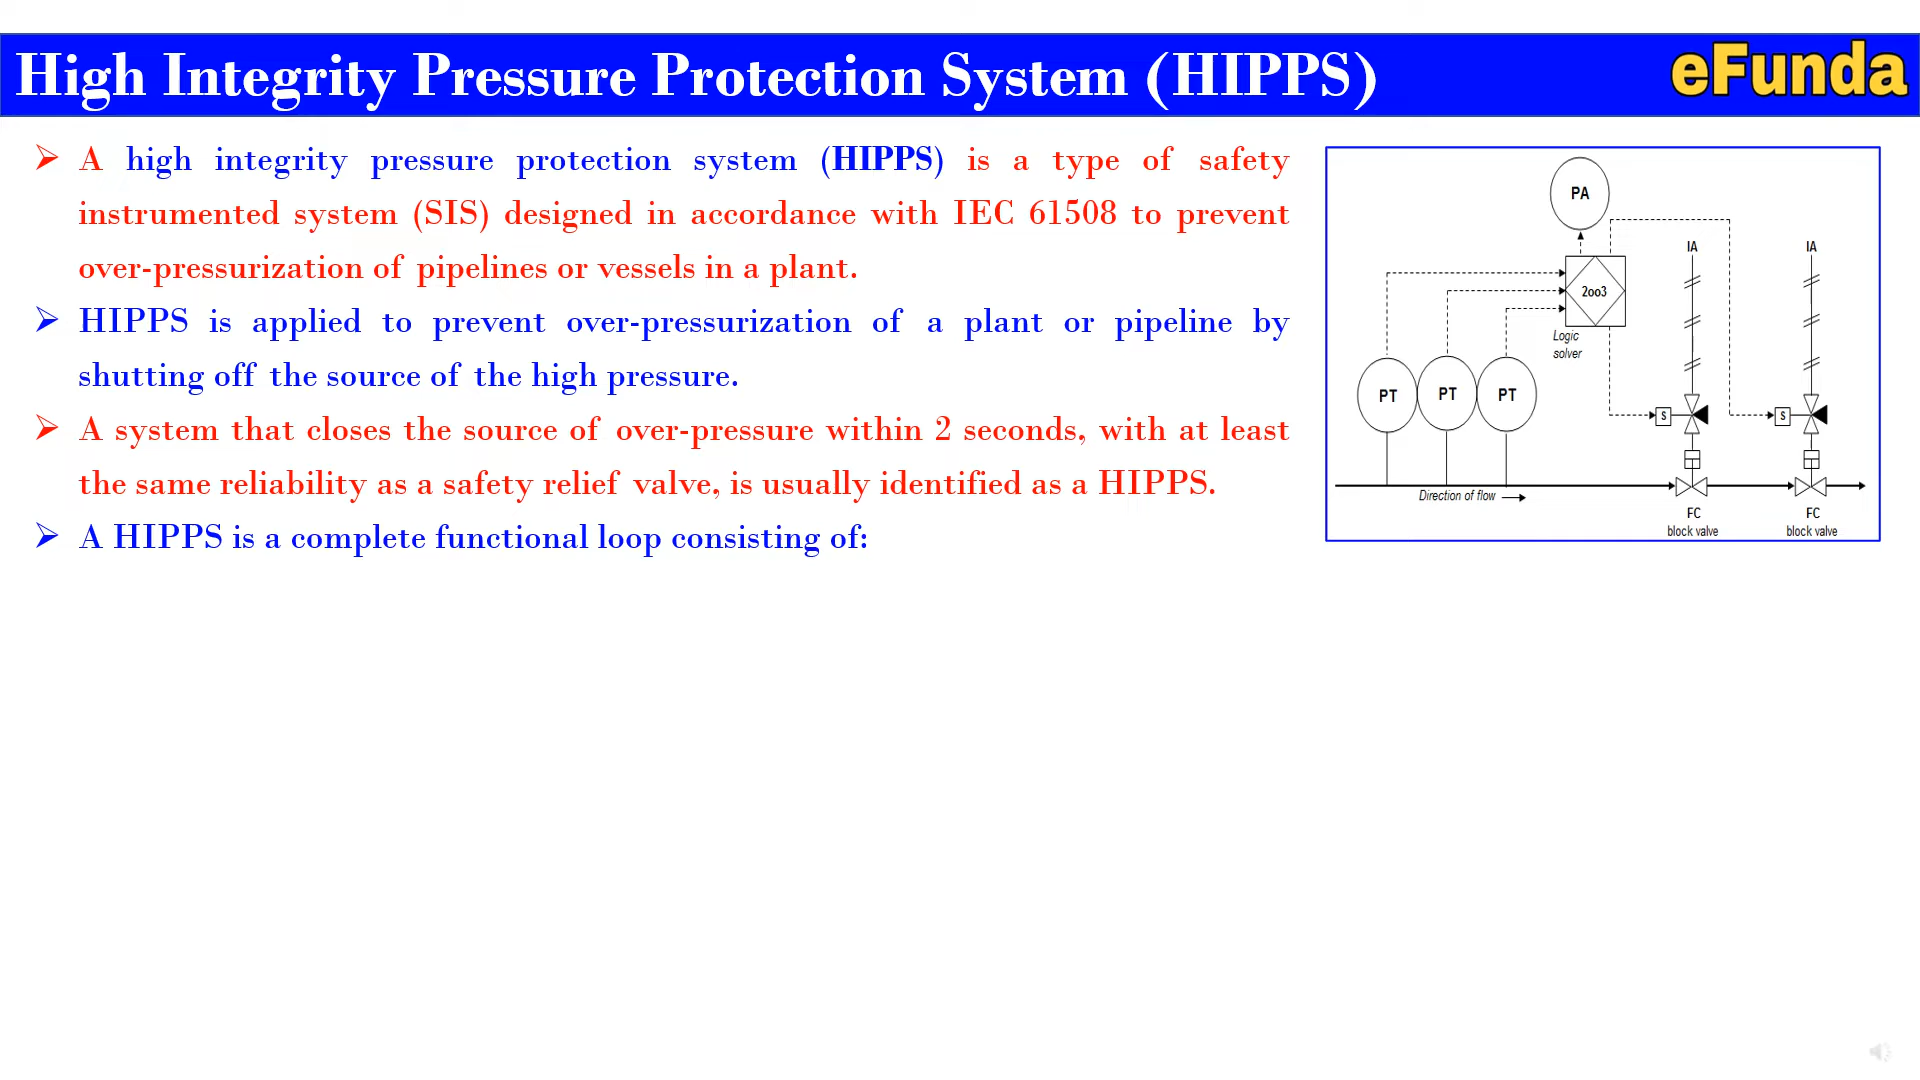 High Integrity Pressure Protection System (HIPPS)
eFunda
A high integrity pressure protection system (HIPPS) is a type of safety
instrumented system (SIS) designed in accordance with IEC 61508 to prevent
over-pressurization of pipelines or vessels in a plant.
HIPPS is applied to prevent over-pressurization of a plant or pipeline by
shutting off the source of the high pressure.
A system that closes the source of over-pressure within 2 seconds, with at least
the same reliability as a safety relief valve, is usually identified as a HIPPS.
A HIPPS is a complete functional loop consisting of:
PA
IA
IA
2oo3
Logic
solver
PT
PT
PT
S
S
Direction of flow
FC
block valve
FC
block valve